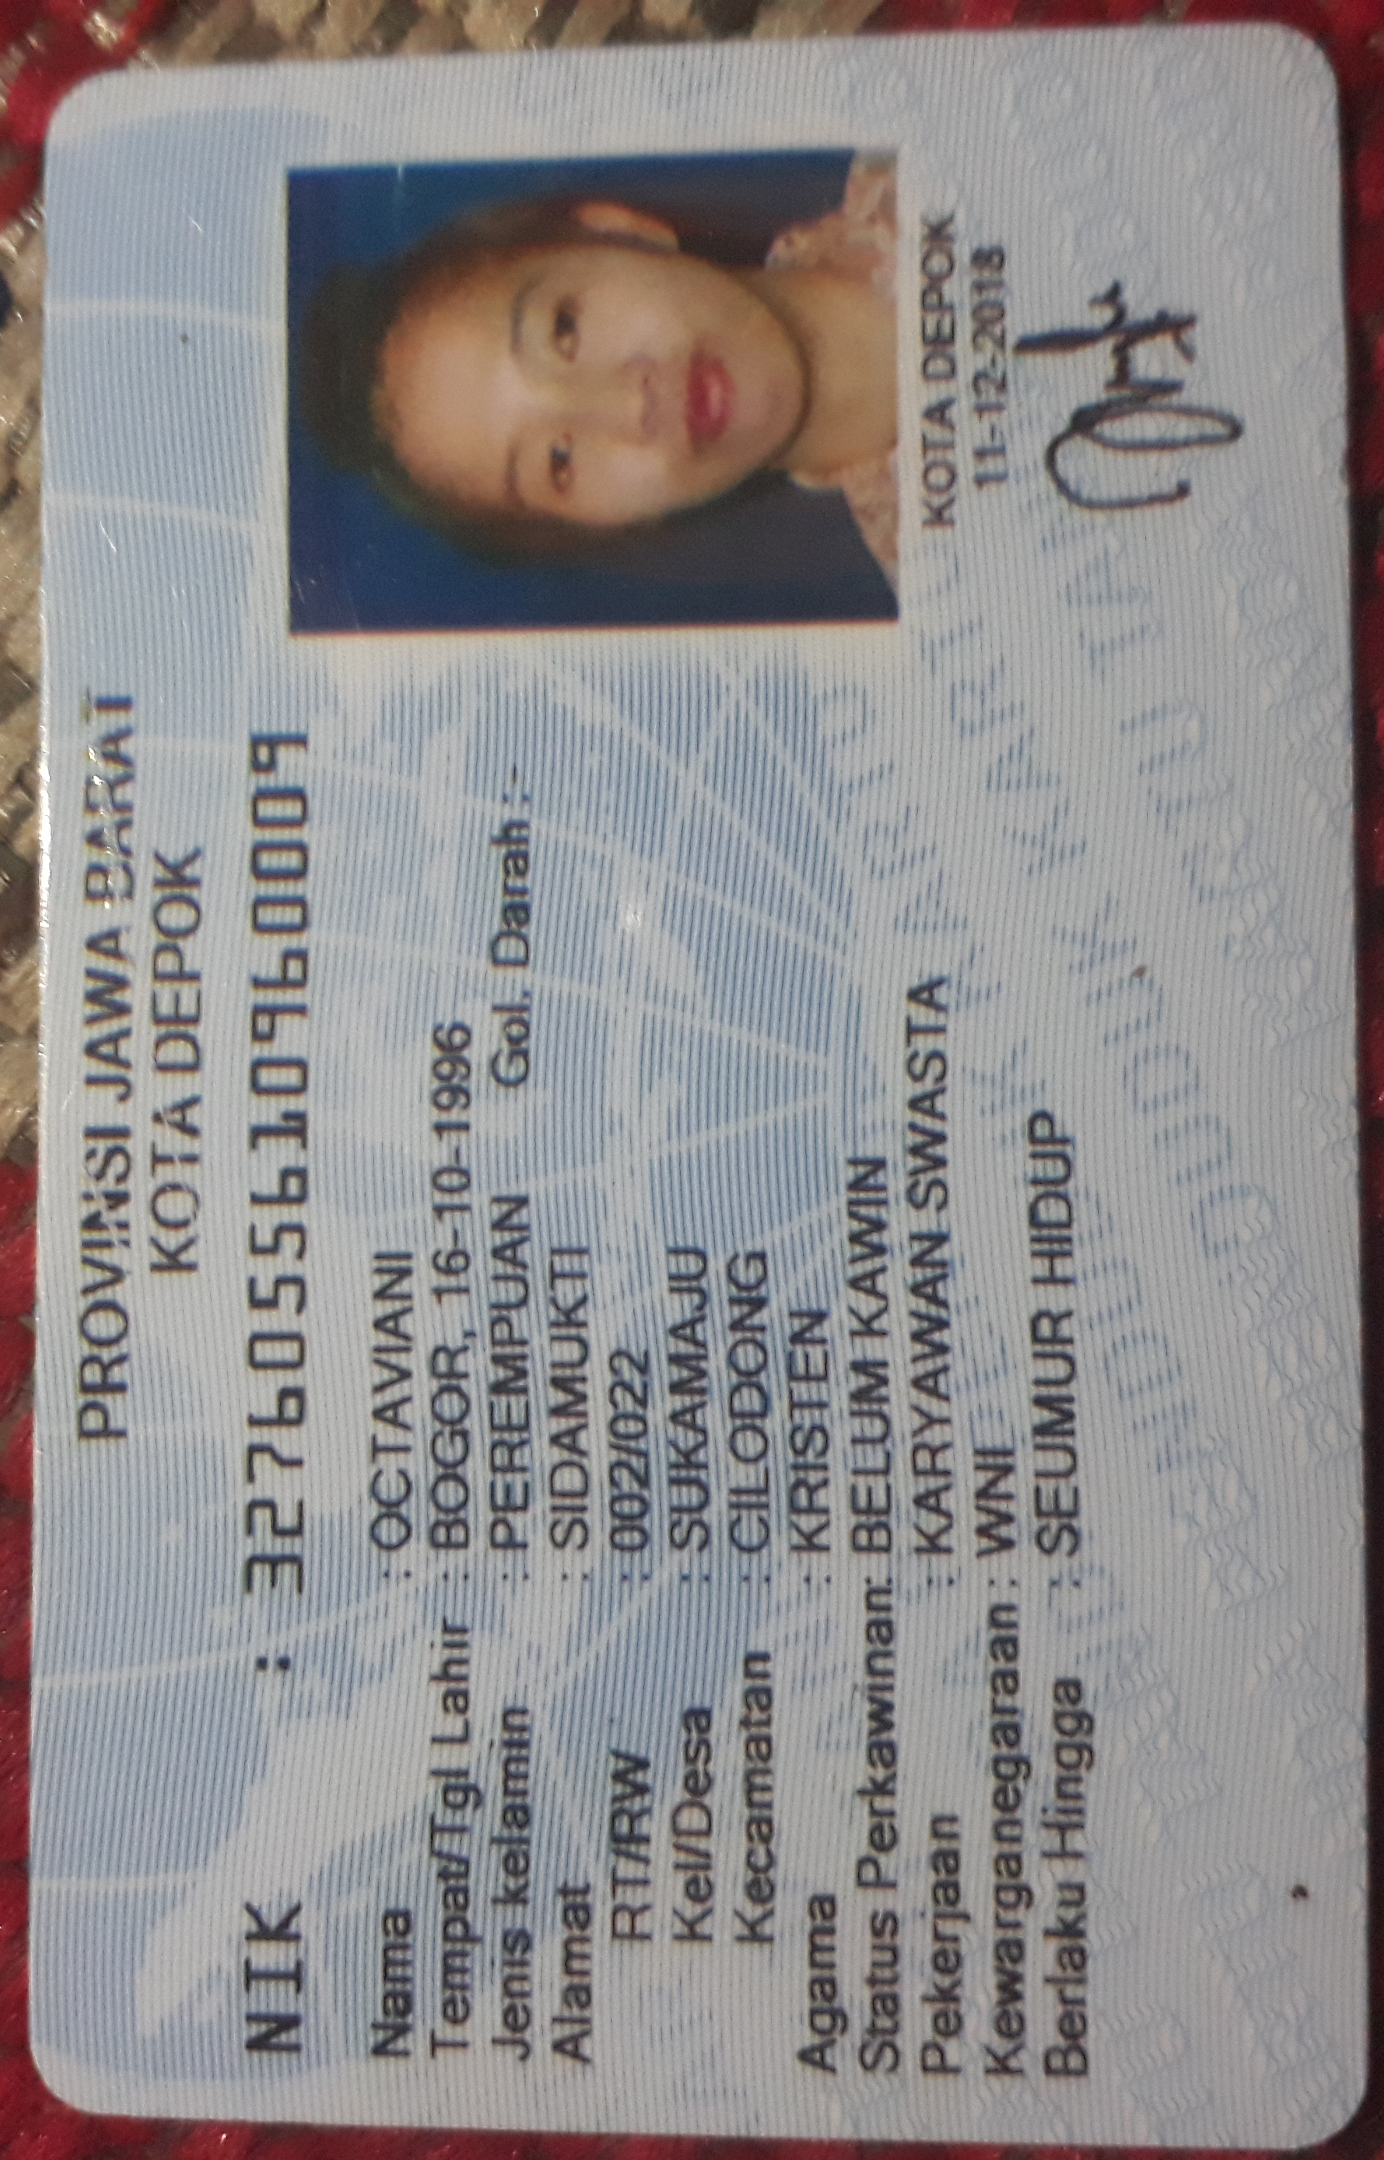 PROVINSI JAWA BARAT
KOTA DEPOK
NIK : 3276055610960009
Nama : OCTAVIANI
Tempat/Tgl Lahir : BOGOR, 16-10-1996
Jenis kelamin : PEREMPUAN Gol. Darah :-
Alamat : SIDAMUKTI
RT/RW : 002/022
Kel/Desa : SUKAMAJU
Kecamatan : CILODONG
Agama : KRISTEN
Status Perkawinan: BELUM KAWIN
Pekerjaan : KARYAWAN SWASTA
Kewarganegaraan : WNI
Berlaku Hingga : SEUMUR HIDUP
KOTA DEPOK
11-12-2018